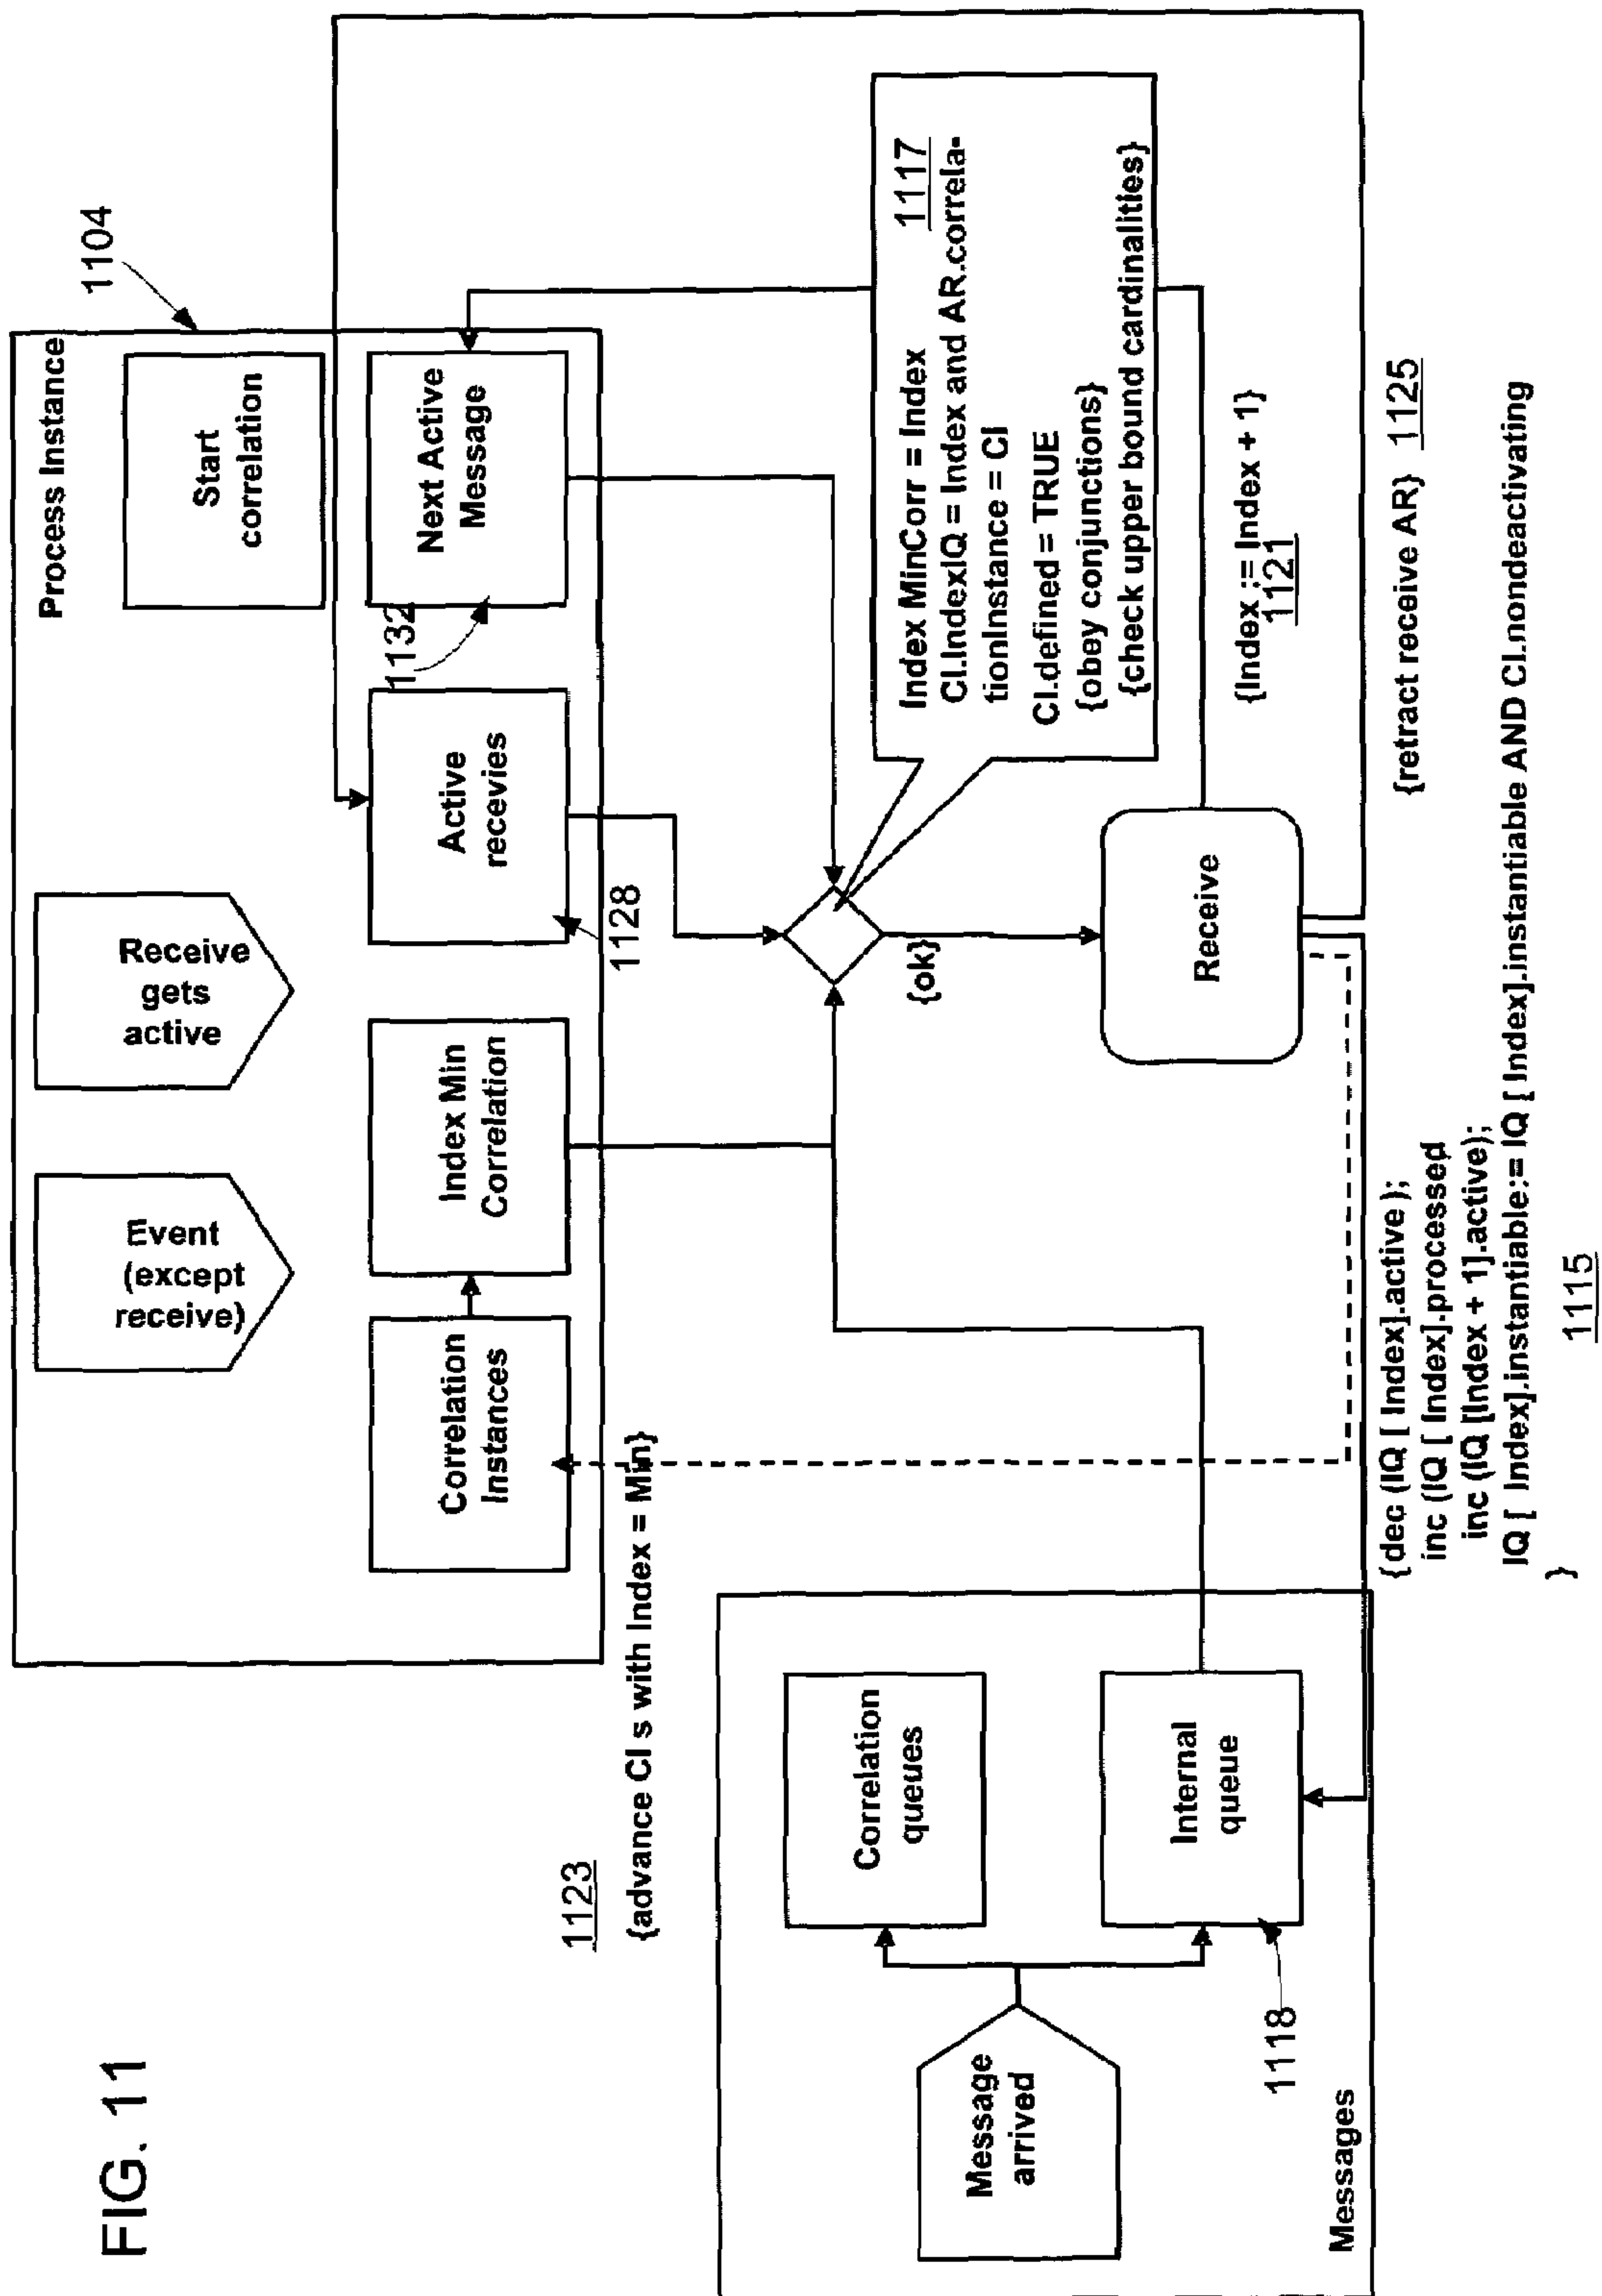 FIG. 11
Process Instance
1104
Event
(except
receive)
Receive
gets
active
Start
correlation
Correlation
Instances
Index Min
Correlation
Active
recevies
Next Active
Message
1128
1132
1123
{advance CI s with Index = Min}
Message
arrived
Correlation
queues
Internal
queue
1118
Messages
{ok}
1117
Index MinCorr = Index
CI.IndexIQ = Index and AR.correla-
tionInstance = CI
CI.defined = TRUE
{obey conjunctions}
{check upper bound cardinalities}
Receive
{Index := Index + 1}
1121
{retract receive AR} 1125
{dec (IQ [ Index].active );
inc (IQ [ Index].processed
inc (IQ [Index + 1].active);
IQ [ Index].instantiable:= IQ [ Index].instantiable AND CI.nondeactivating
}
1115